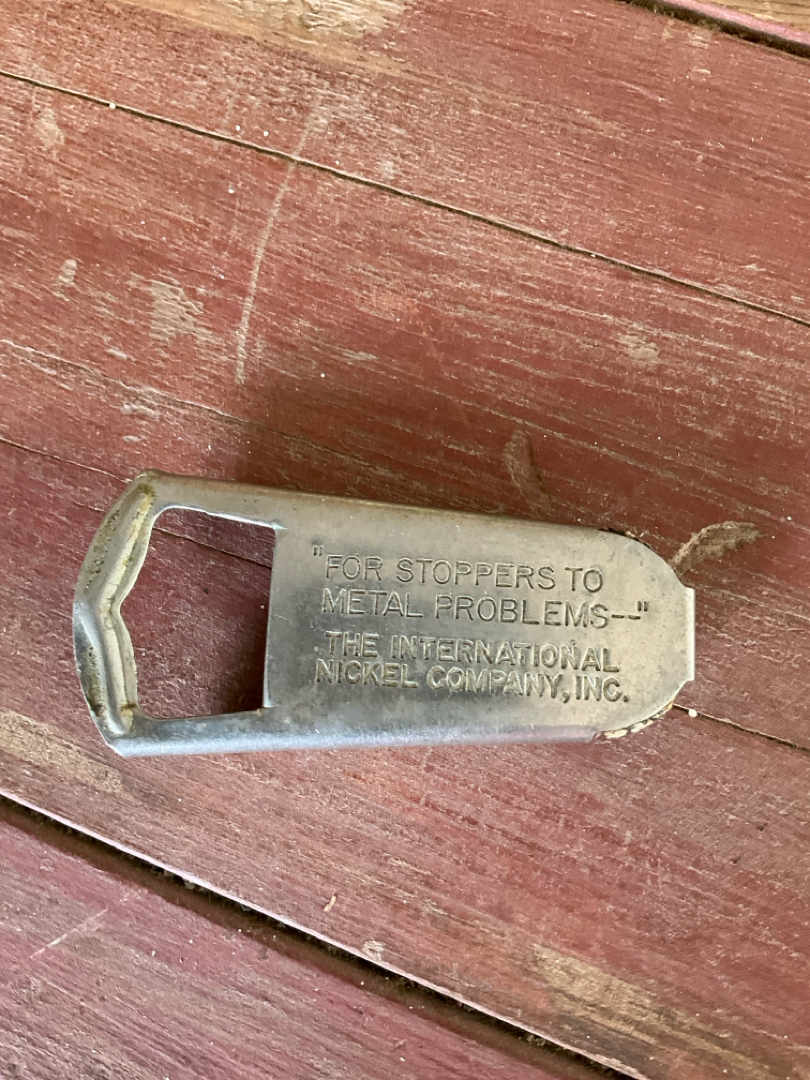 "FOR STOPPERS TO
METAL PROBLEMS--"
THE INTERNATIONAL
NICKEL COMPANY, INC.